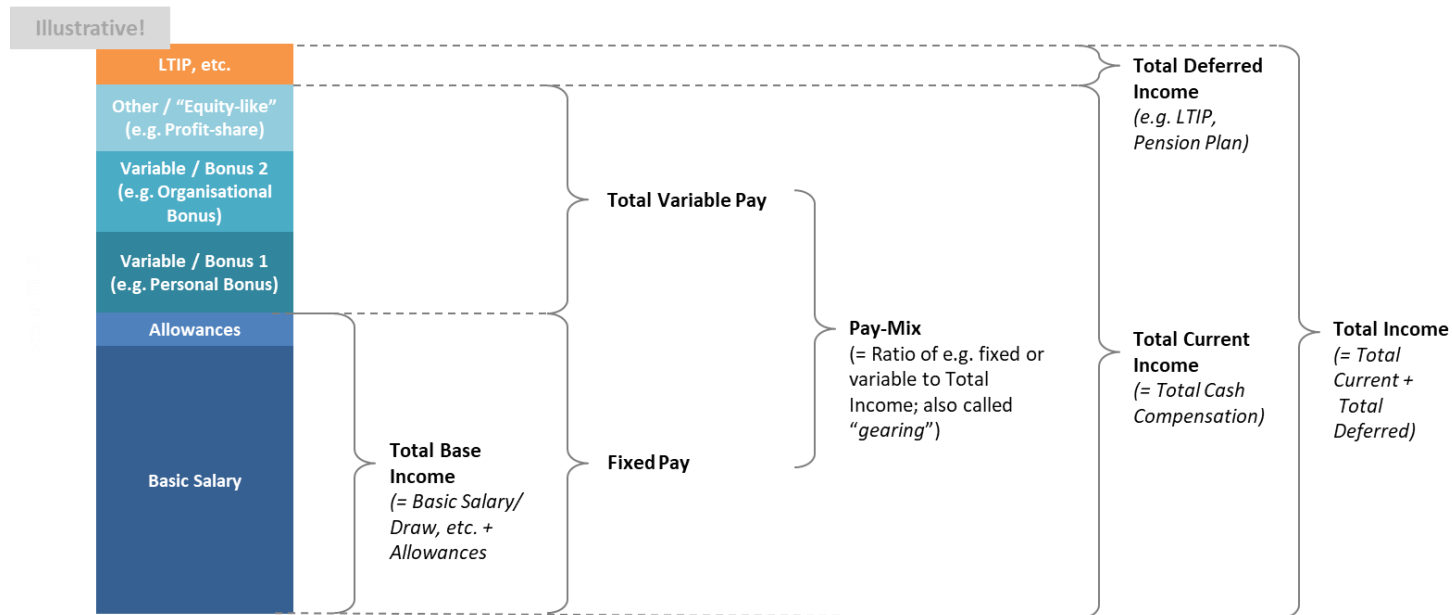 Illustrative!
LTIP, etc.
Other / “Equity-like”
(e.g. Profit-share)
Variable / Bonus 2
(e.g. Organisational
Bonus)
Variable / Bonus 1
(e.g. Personal Bonus)
Allowances
Basic Salary
Total Base
Income
(= Basic Salary/
Draw, etc. +
Allowances
Total Variable Pay
Fixed Pay
Pay-Mix
(= Ratio of e.g. fixed or
variable to Total
Income; also called
“gearing”)
Total Deferred
Income
(e.g. LTIP,
Pension Plan)
Total Current
Income
(= Total Cash
Compensation)
Total Income
(= Total
Current +
Total
Deferred)